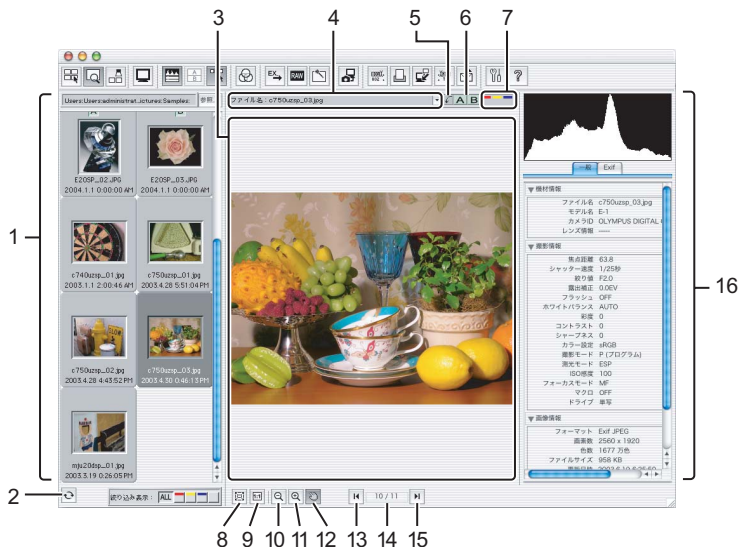 3 4 5 6 7
EX RAW
A
B
1:1
Users:Users:administrat…ictures:Samples: 参照
ファイル名 : c750uzsp_03.jpg
A B
E20SP_02.JPG
2004.1.1 0:00:00 AM
E20SP_03.JPG
2004.1.1 0:00:00 AM
c740uzsp_01.jpg
2003.1.1 2:00:46 AM
c750uzsp_01.jpg
2003.4.28 5:51:04 PM
c750uzsp_02.jpg
2003.4.28 4:43:52 PM
c750uzsp_03.jpg
2003.4.30 0:46:13 PM
mju20dsp_01.jpg
2003.3.19 0:26:05 PM
絞り込み表示 : ALL
10 / 11
一般 Exif
機材情報
ファイル名 c750uzsp_03.jpg
モデル名 E-1
カメラID OLYMPUS DIGITAL
レンズ情報 ----
撮影情報
焦点距離 63.8
シャッター速度 1/25秒
絞り値 F2.0
露出補正 0.0EV
フラッシュ OFF
ホワイトバランス AUTO
彩度 0
コントラスト 0
シャープネス 0
カラー設定 sRGB
撮影モード P (プログラム)
測光モード ESP
ISO感度 100
フォーカスモード MF
マクロ OFF
ドライブ 単写
画像情報
フォーマット Exif JPEG
画素数 2560 x 1920
色数 1677 万色
ファイルサイズ 958 KB
1
2
16
8 9 10 11 12 13 14 15